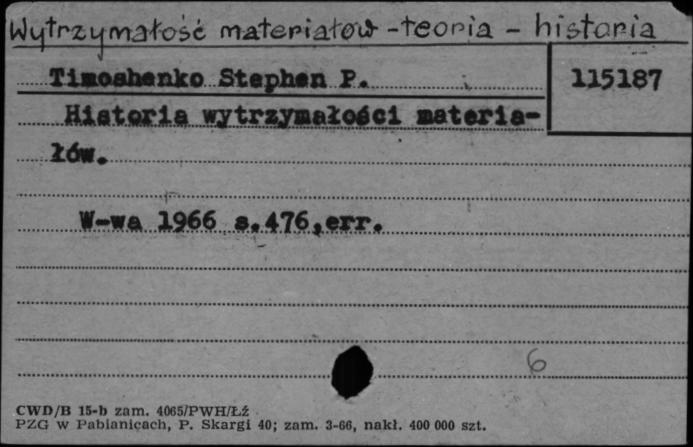 Wytrzymałość materiałów - teoria - historia
Timoshenko Stephen P.
115187
Historia wytrzymałości materia-
łów.
W-wa 1966 s.476,err.
6
CWD/B 15-b zam. 4065/PWH/Łź
PZG w Pabianicach, P. Skargi 40; zam. 3-66, nakł. 400 000 szt.